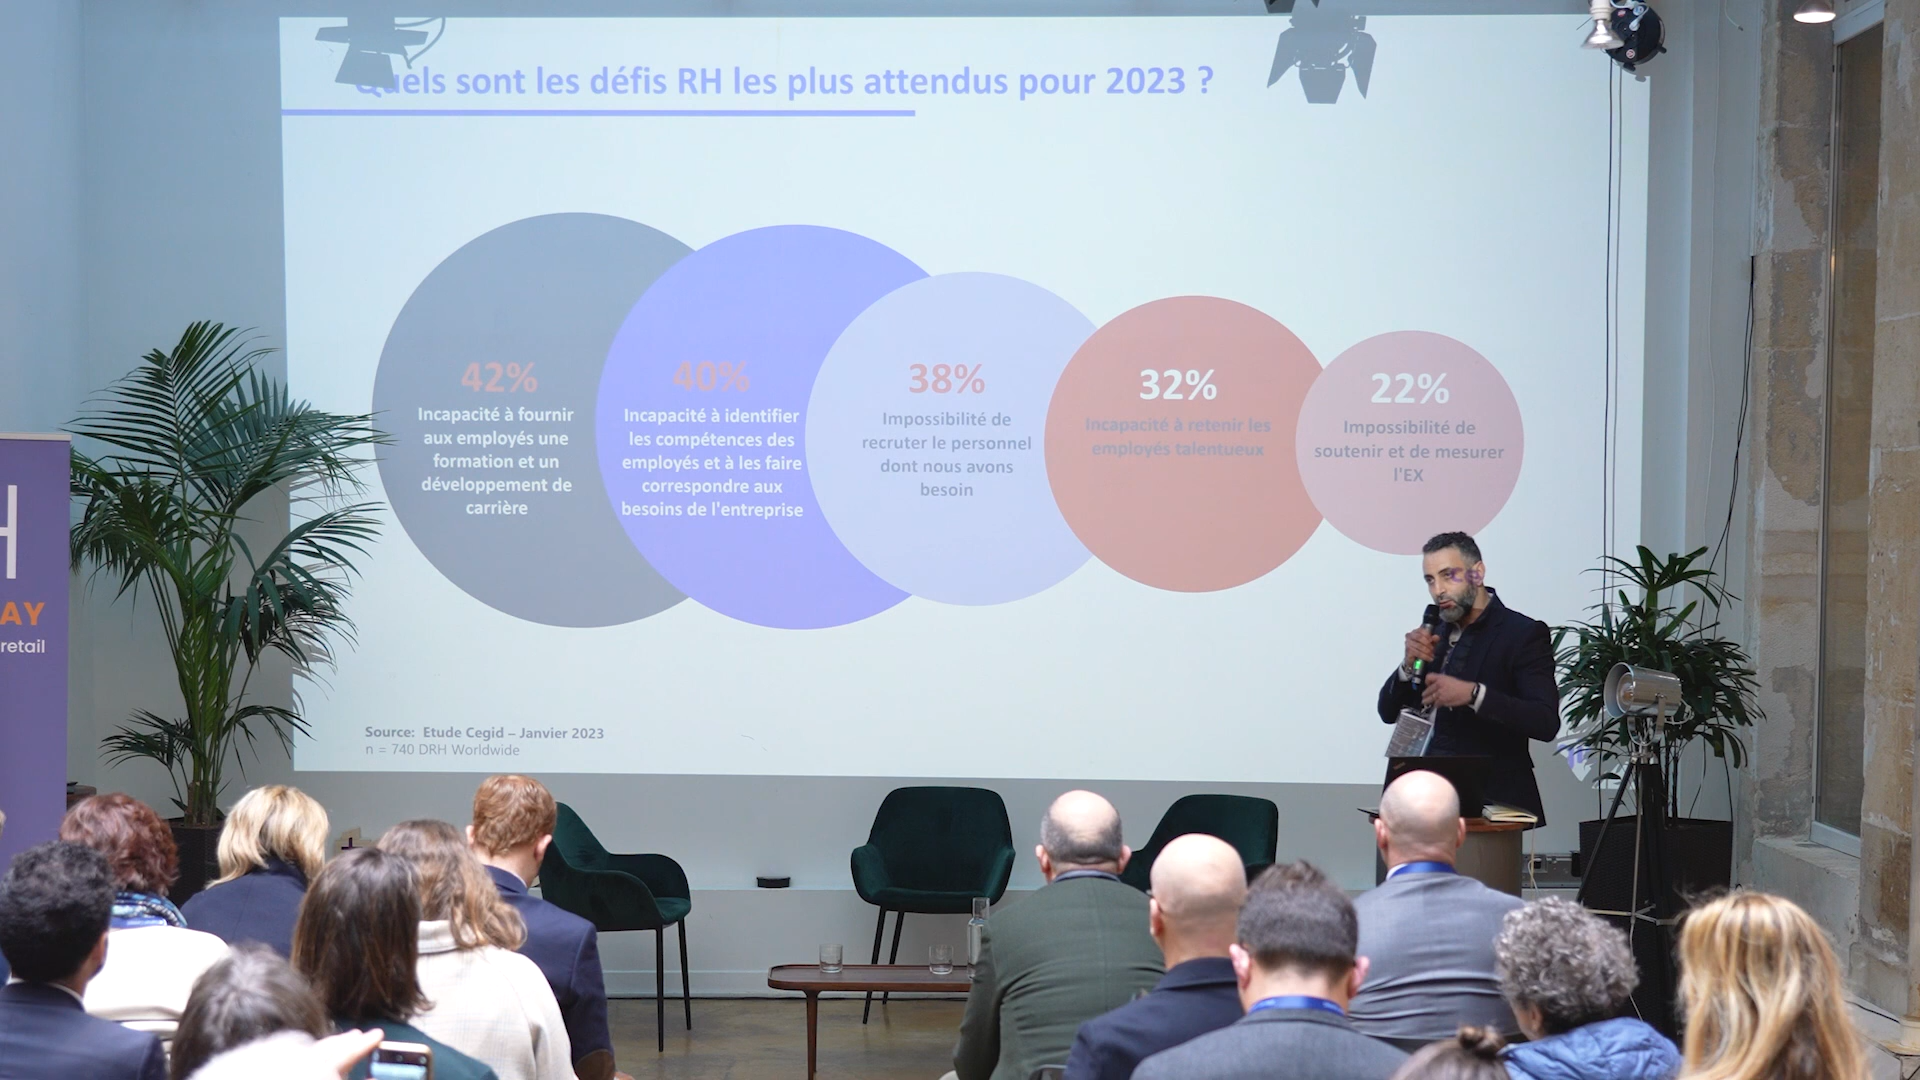 Quels sont les défis RH les plus attendus pour 2023 ?
42%
Incapacité à fournir
aux employés une
formation et un
développement de
carrière
40%
Incapacité à identifier
les compétences des
employés et à les faire
correspondre aux
besoins de l'entreprise
38%
Impossibilité de
recruter le personnel
dont nous avons
besoin
32%
Incapacité à retenir les
employés talentueux
22%
Impossibilité de
soutenir et de mesurer
l'EX
Source: Etude Cegid – Janvier 2023
n = 740 DRH Worldwide
H
AY
retail